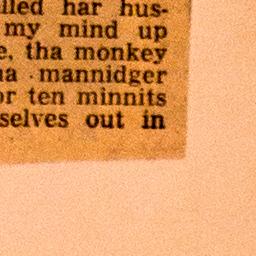 lled har hus-
my mind up
e, tha monkey
a mannidger
or ten minnits
selves out in